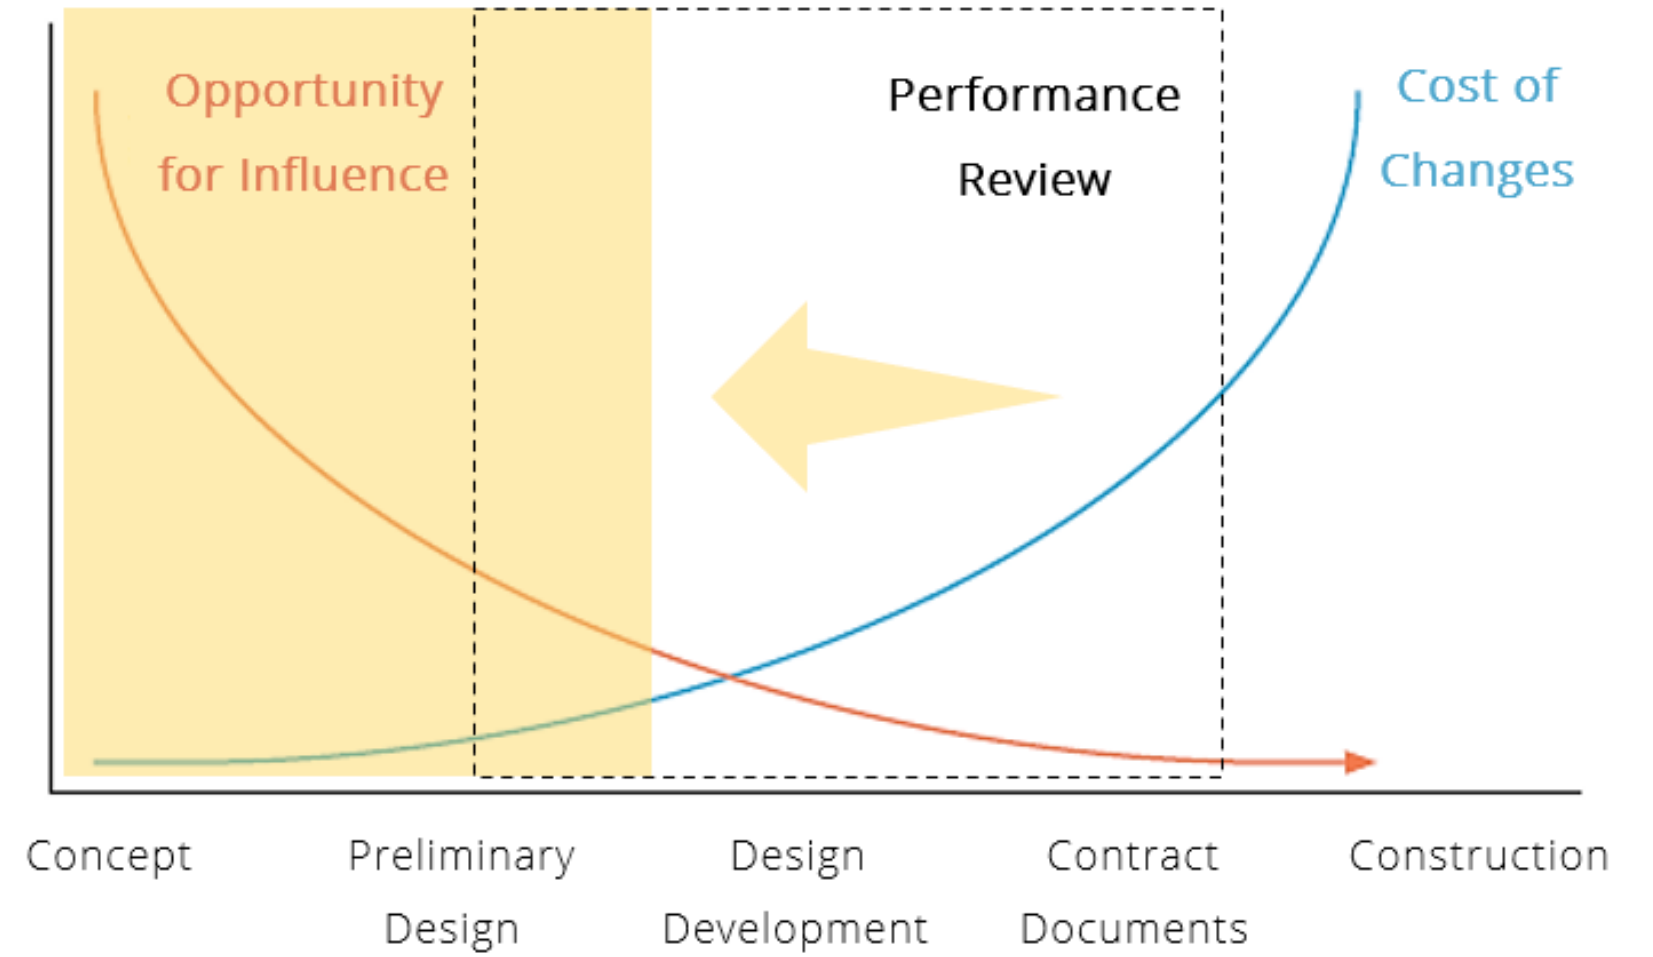 Opportunity
for Influence
Performance
Review
Cost of
Changes
Concept
Preliminary
Design
Design
Development
Contract
Documents
Construction